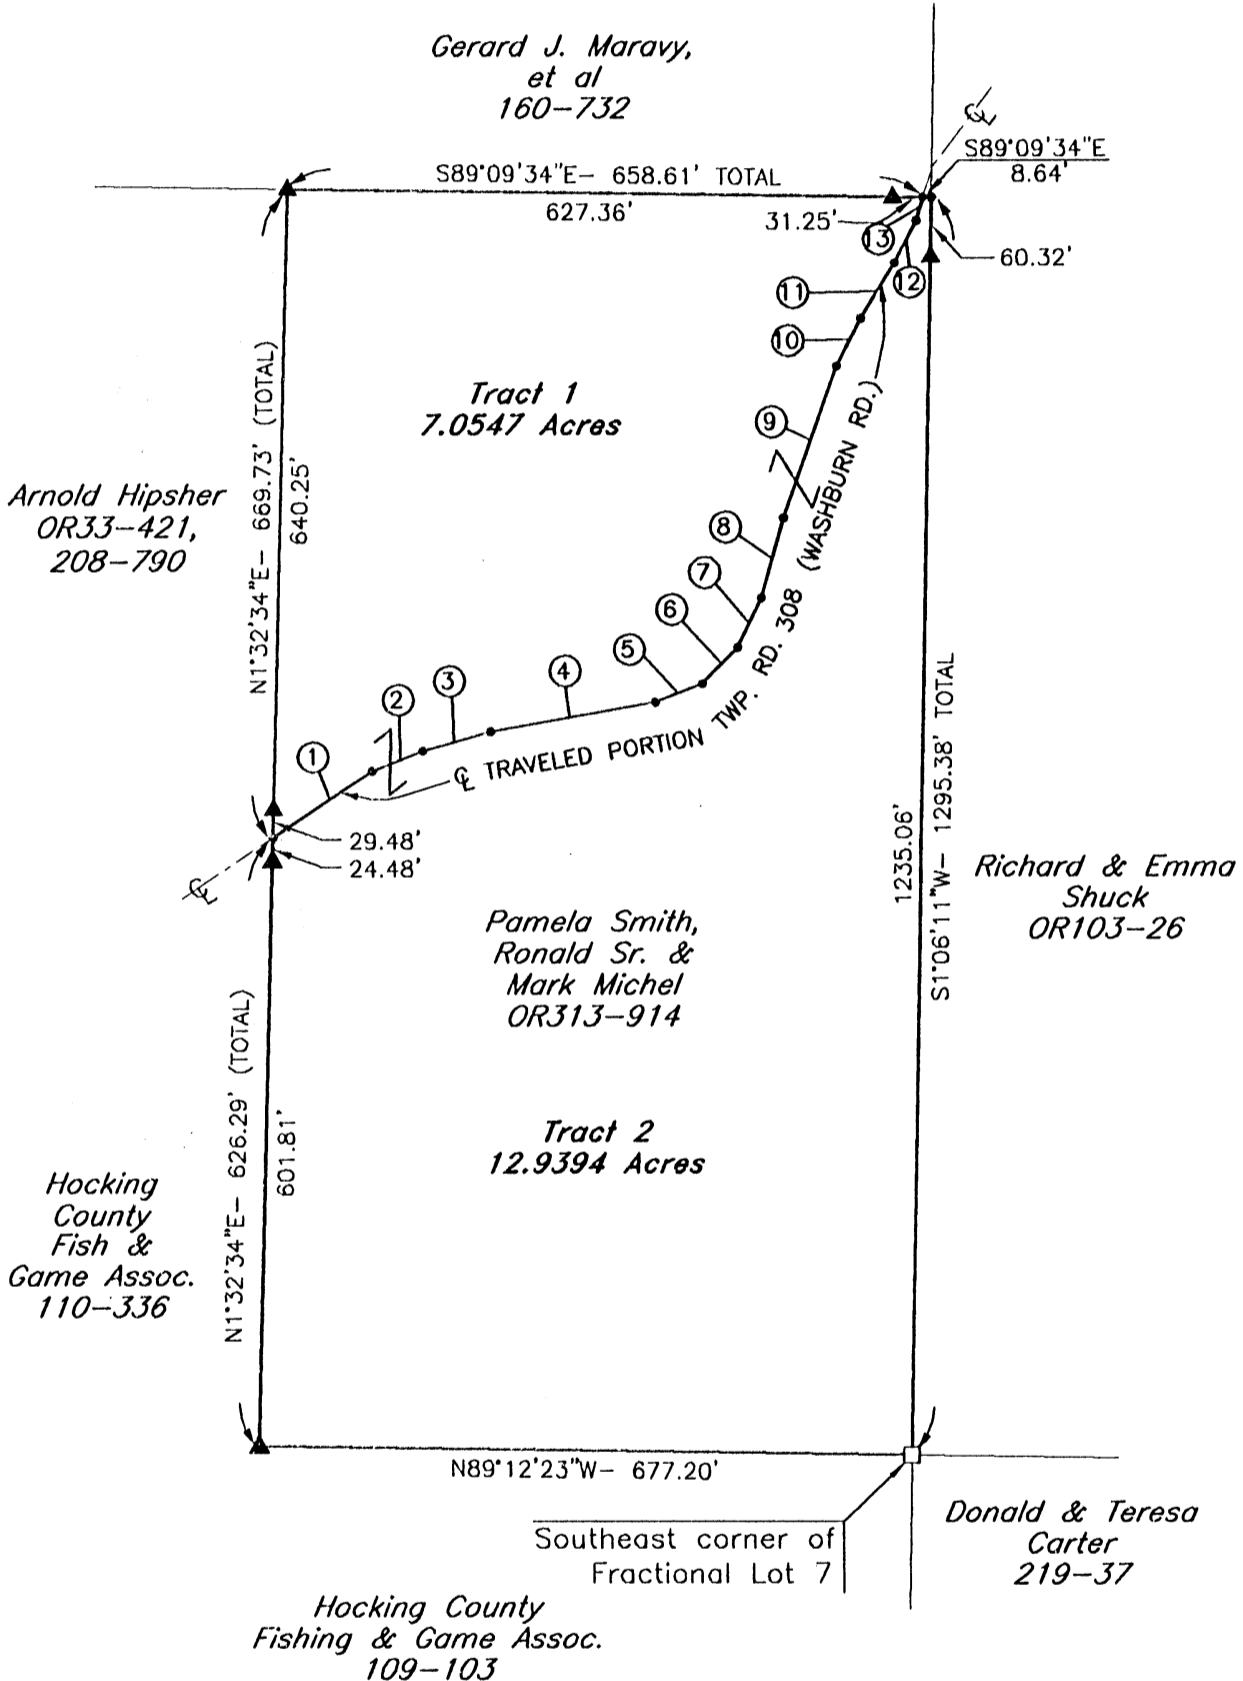 Gerard J. Maravy,
et al
160-732
℄
S89°09'34"E
8.64'
S89°09'34"E- 658.61' TOTAL
627.36'
31.25'
13
60.32'
12
11
10
Tract 1
7.0547 Acres
9
N1°32'34"E- 669.73' (TOTAL)
640.25'
Arnold Hipsher
OR33-421,
208-790
8
7
6
5
4
3
2
1
℄ TRAVELED PORTION TWP. RD. 308 (WASHBURN RD.)
29.48'
24.48'
℄
1235.06'
S1°06'11"W- 1295.38' TOTAL
Richard & Emma
Shuck
OR103-26
Pamela Smith,
Ronald Sr. &
Mark Michel
OR313-914
N1°32'34"E- 626.29' (TOTAL)
601.81'
Tract 2
12.9394 Acres
Hocking
County
Fish &
Game Assoc.
110-336
N89°12'23"W- 677.20'
Southeast corner of
Fractional Lot 7
Donald & Teresa
Carter
219-37
Hocking County
Fishing & Game Assoc.
109-103